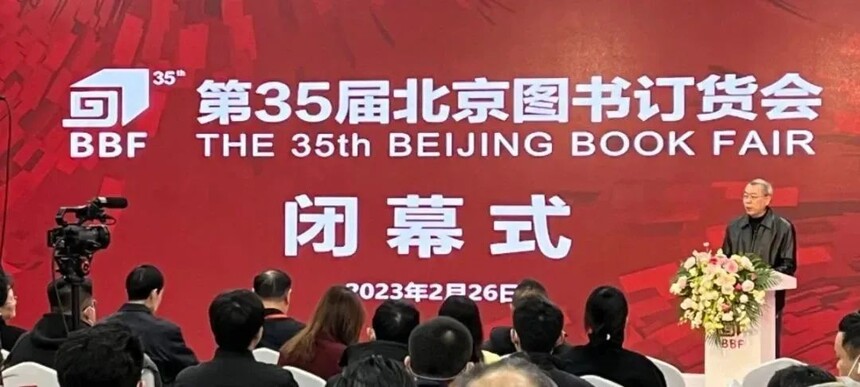 35th
第35届北京图书订货会
BBF
THE 35th BEIJING BOOK FAIR
闭幕式
2023年2月26日
BBF